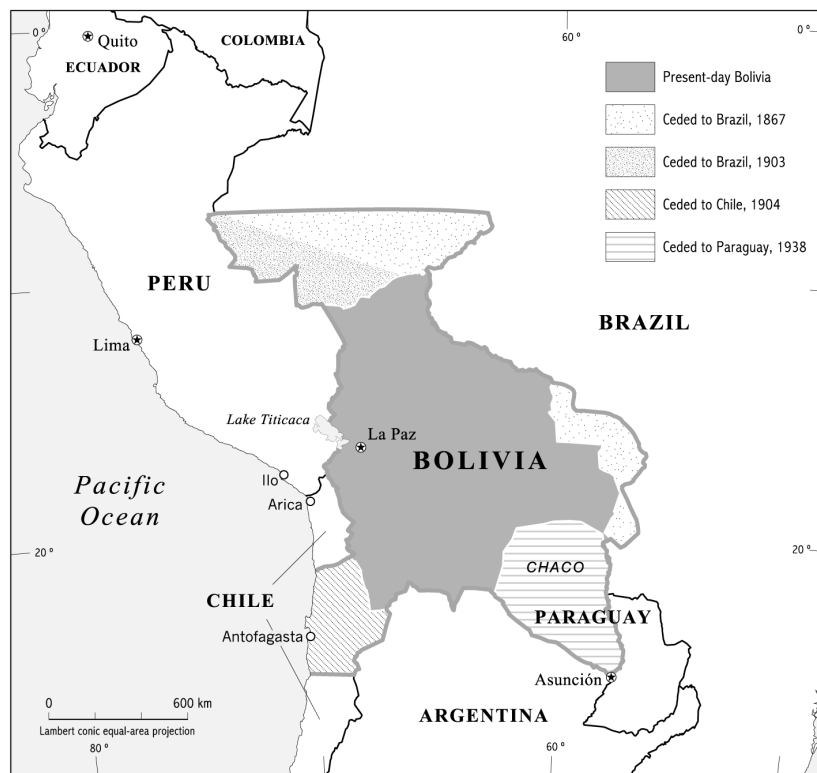 0°
Quito
ECUADOR
COLOMBIA
60°
0°
Present-day Bolivia
Ceded to Brazil, 1867
Ceded to Brazil, 1903
Ceded to Chile, 1904
Ceded to Paraguay, 1938
PERU
BRAZIL
Lima
Lake Titicaca
La Paz
BOLIVIA
Pacific
Ocean
Ilo
Arica
20°
20°
CHACO
CHILE
PARAGUAY
Antofagasta
Asunción
ARGENTINA
0 600 km
Lambert conic equal-area projection
80°
60°